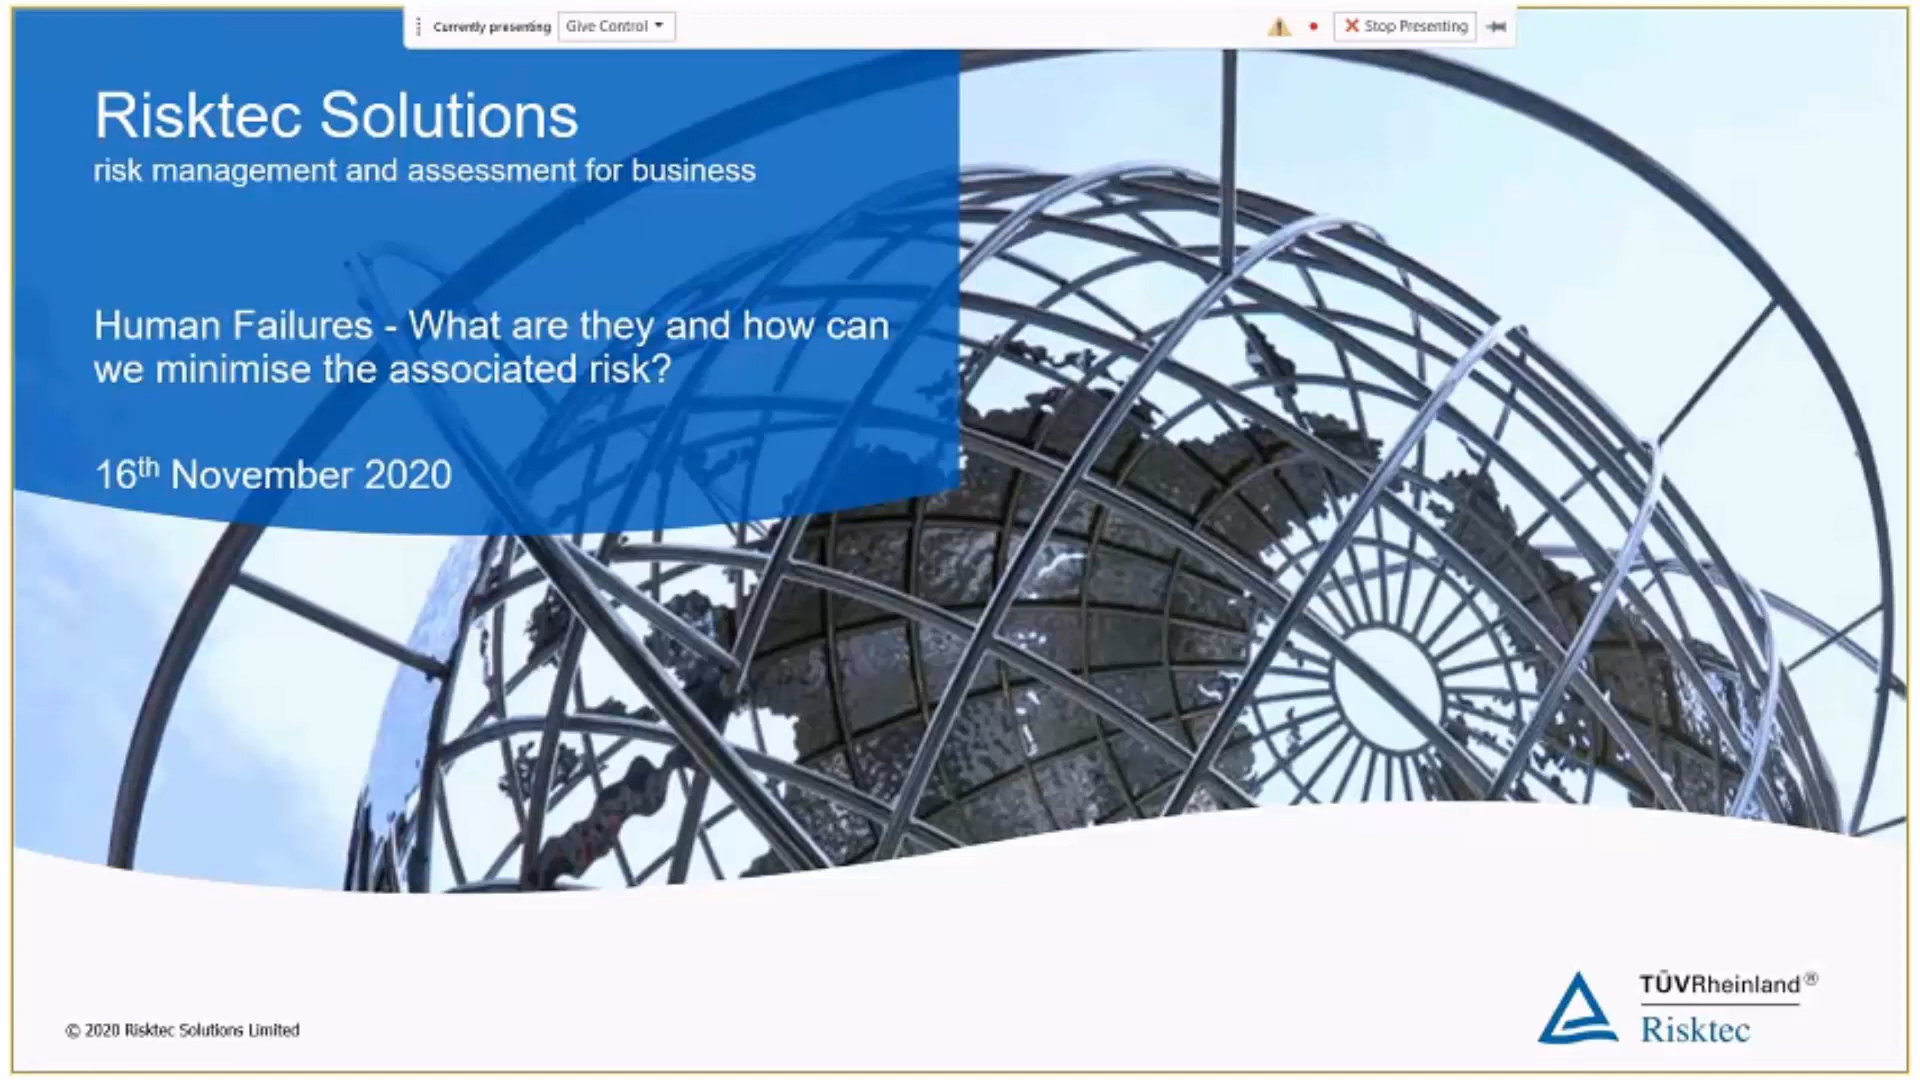 Currently presenting Give Control Stop Presenting
Risktec Solutions
risk management and assessment for business
Human Failures - What are they and how can
we minimise the associated risk?
16th November 2020
© 2020 Risktec Solutions Limited
TÜVRheinland®
Risktec